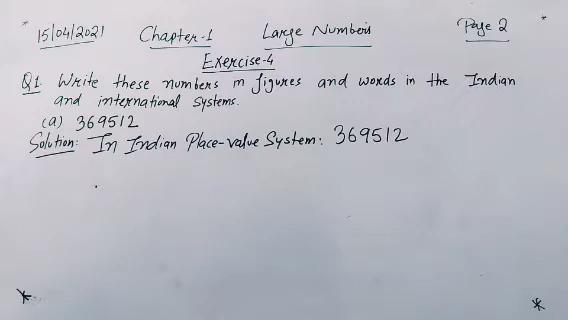 15/04/2021 Chapter-1 Large Numbers Page 2
Exercise-4
Q1. Write these numbers in figures and words in the Indian
and international systems.
(a) 369512
Solution: In Indian Place-value System: 369512